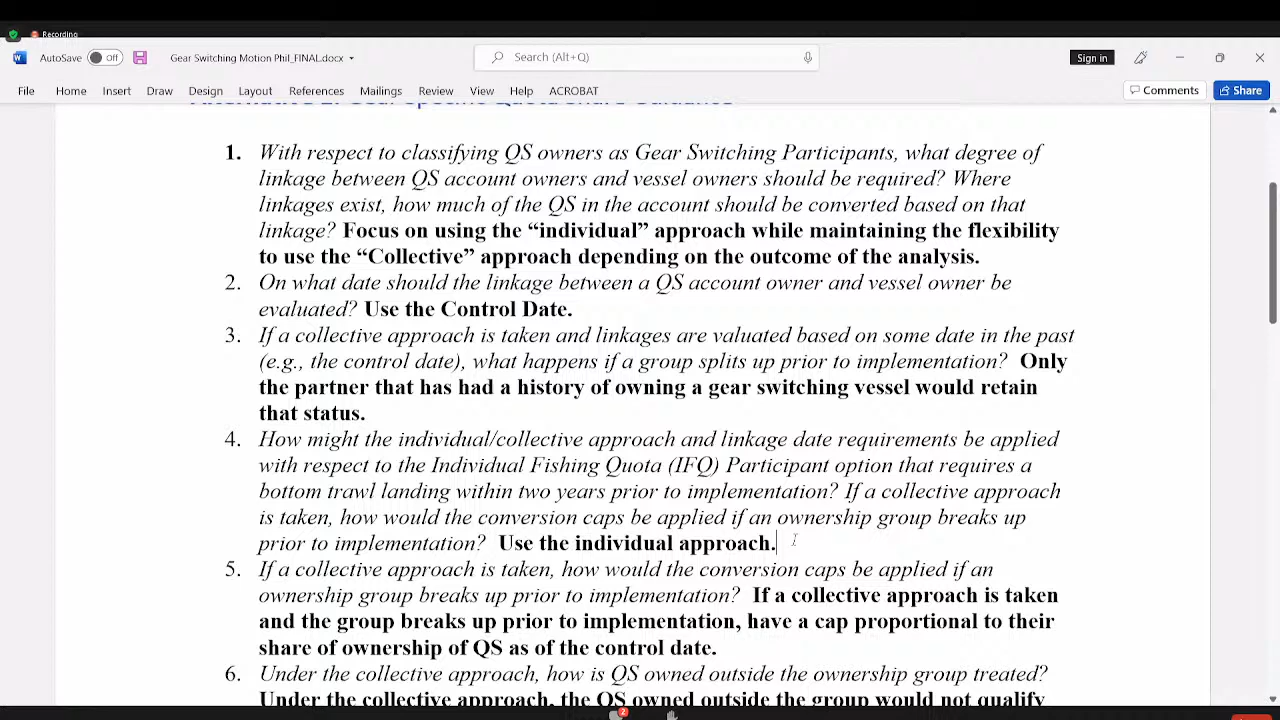 Recording
AutoSave Off Gear Switching Motion Phil_FINAL.docx Search (Alt+Q) Sign in
File Home Insert Draw Design Layout References Mailings Review View Help ACROBAT Comments Share
1. With respect to classifying QS owners as Gear Switching Participants, what degree of
linkage between QS account owners and vessel owners should be required? Where
linkages exist, how much of the QS in the account should be converted based on that
linkage? Focus on using the “individual” approach while maintaining the flexibility
to use the “Collective” approach depending on the outcome of the analysis.
2. On what date should the linkage between a QS account owner and vessel owner be
evaluated? Use the Control Date.
3. If a collective approach is taken and linkages are valuated based on some date in the past
(e.g., the control date), what happens if a group splits up prior to implementation? Only
the partner that has had a history of owning a gear switching vessel would retain
that status.
4. How might the individual/collective approach and linkage date requirements be applied
with respect to the Individual Fishing Quota (IFQ) Participant option that requires a
bottom trawl landing within two years prior to implementation? If a collective approach
is taken, how would the conversion caps be applied if an ownership group breaks up
prior to implementation? Use the individual approach.
5. If a collective approach is taken, how would the conversion caps be applied if an
ownership group breaks up prior to implementation? If a collective approach is taken
and the group breaks up prior to implementation, have a cap proportional to their
share of ownership of QS as of the control date.
6. Under the collective approach, how is QS owned outside the ownership group treated?
Under the collective approach, the QS owned outside the group would not qualify
2